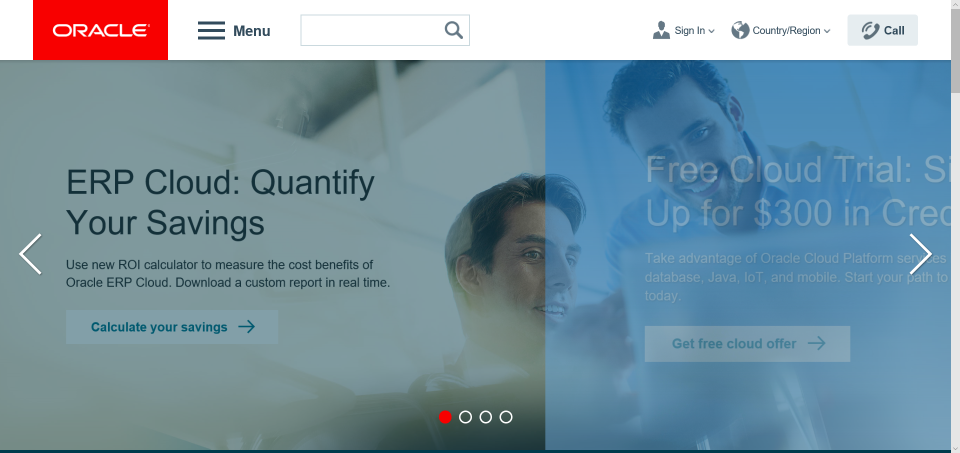 ORACLE
Menu
Sign In
Country/Region
Call
ERP Cloud: Quantify
Your Savings
Use new ROI calculator to measure the cost benefits of
Oracle ERP Cloud. Download a custom report in real time.
Calculate your savings
Free Cloud Trial:
Up for $300 in
Take advantage of Oracle Cloud Platform services
database, Java, IoT, and mobile. Start your path to
today.
Get free cloud offer